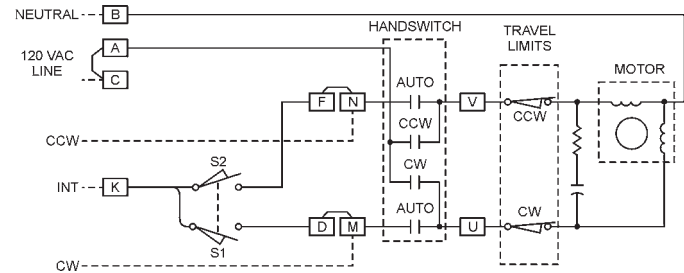 NEUTRAL B
HANDSWITCH
TRAVEL
LIMITS
A
120 VAC
LINE
C
MOTOR
AUTO
F N
V
CCW
CCW
CCW
S2
CW
INT K
AUTO
CW
D M
U
S1
CW